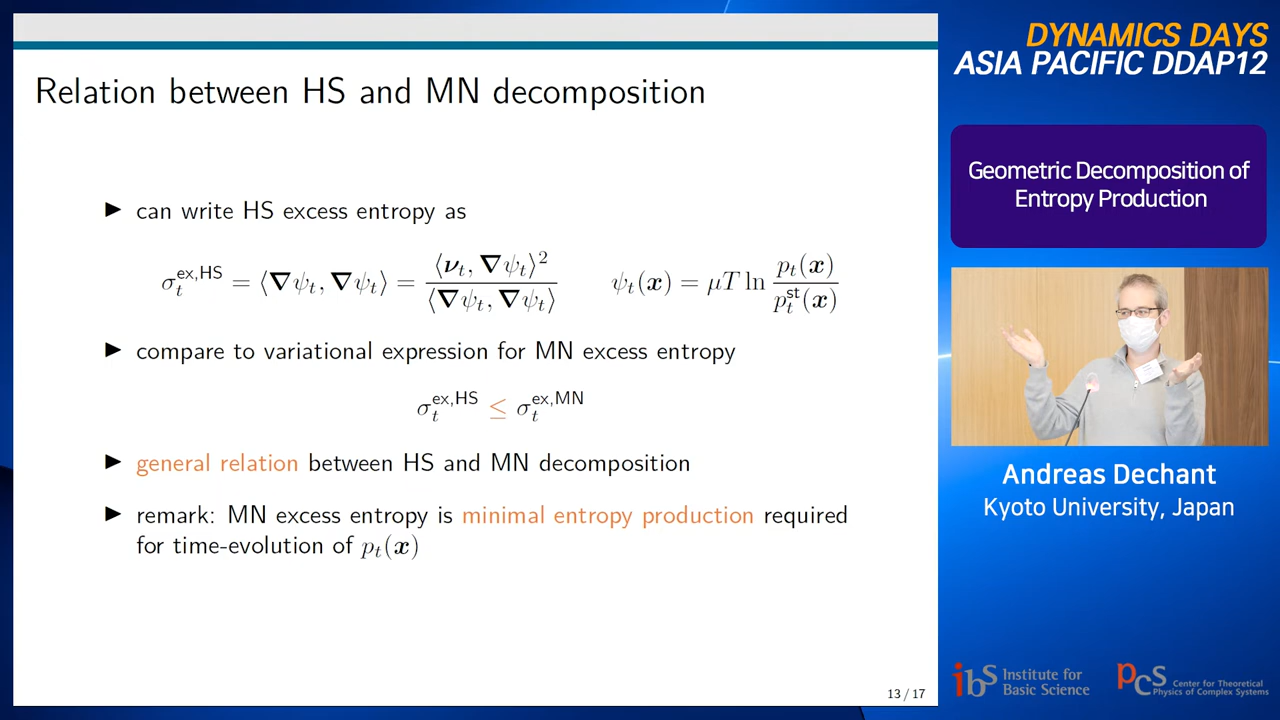 Relation between HS and MN decomposition
▶ can write HS excess entropy as
σ_t^{ex,HS} = ⟨∇ψ_t, ∇ψ_t⟩ = ⟨ν_t, ∇ψ_t⟩² / ⟨∇ψ_t, ∇ψ_t⟩    ψ_t(x) = μT ln p_t(x) / p_t^{st}(x)
▶ compare to variational expression for MN excess entropy
σ_t^{ex,HS} ≤ σ_t^{ex,MN}
▶ general relation between HS and MN decomposition
▶ remark: MN excess entropy is minimal entropy production required
for time-evolution of p_t(x)
13 / 17
DYNAMICS DAYS
ASIA PACIFIC DDAP12
Geometric Decomposition of
Entropy Production
Andreas Dechant
Kyoto University, Japan
ibS Institute for
Basic Science
PCS Center for Theoretical
Physics of Complex Systems